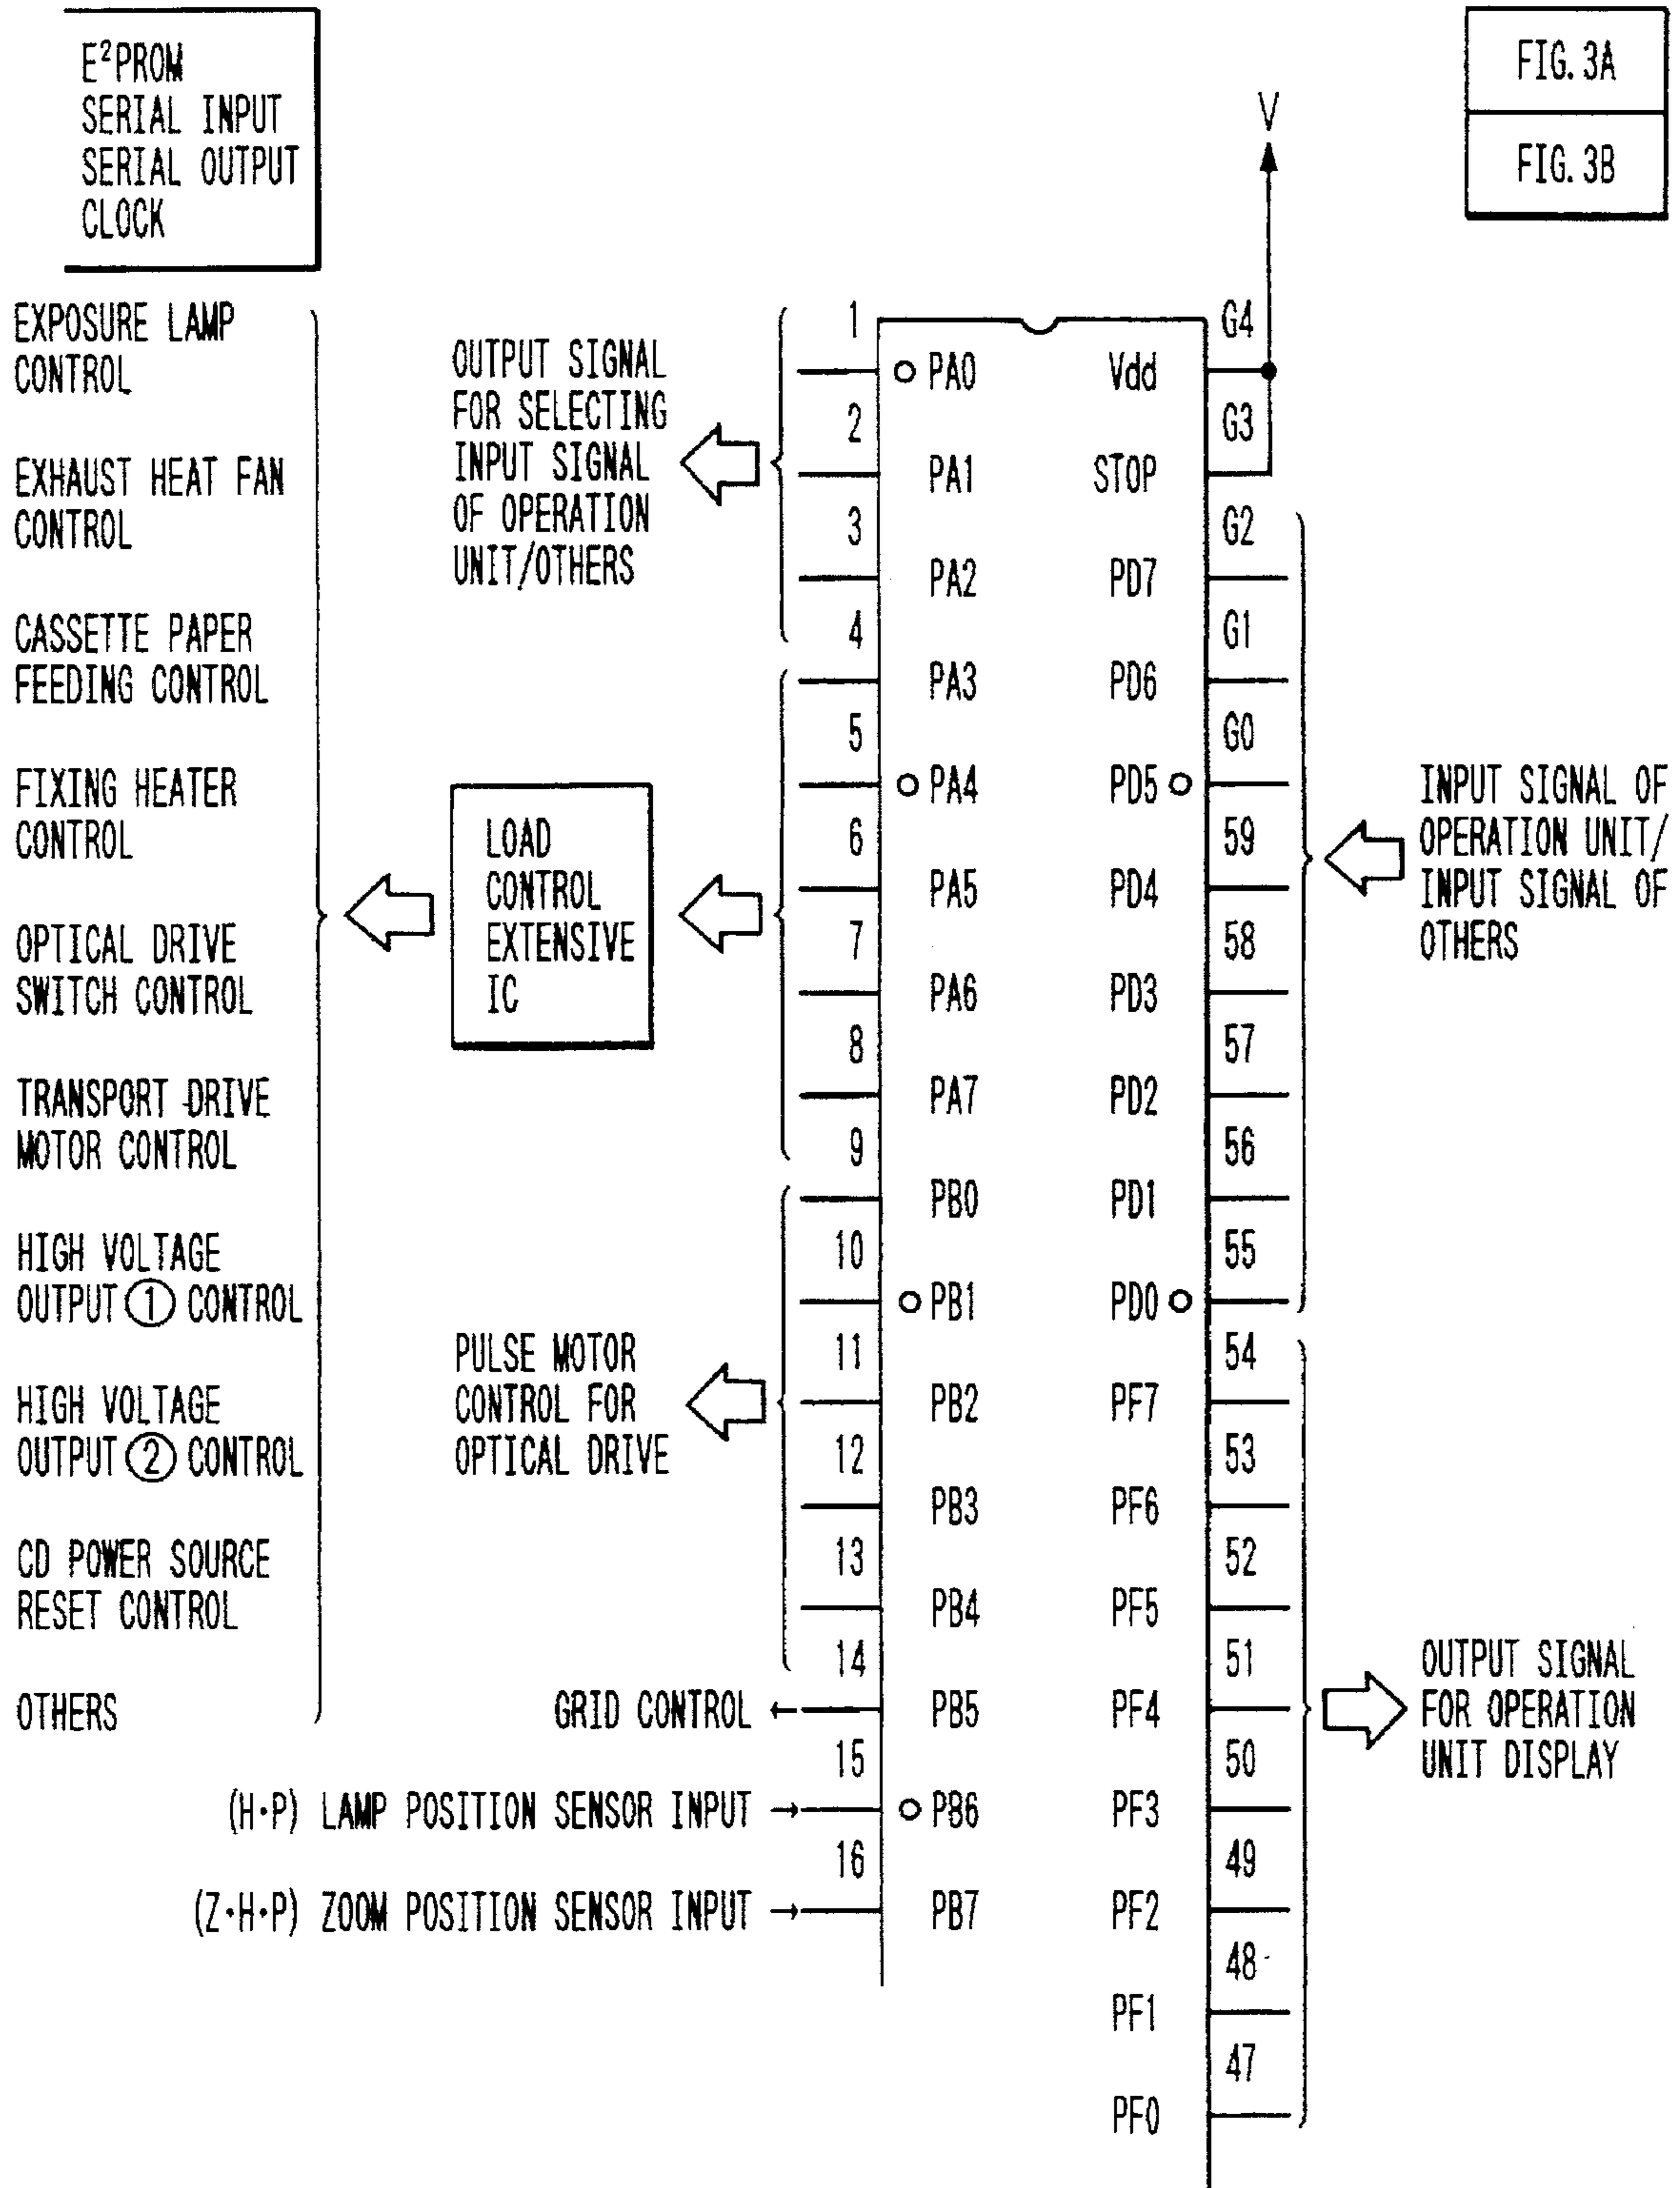 E²PROM
SERIAL INPUT
SERIAL OUTPUT
CLOCK
FIG. 3A
FIG. 3B
V
EXPOSURE LAMP
CONTROL
EXHAUST HEAT FAN
CONTROL
CASSETTE PAPER
FEEDING CONTROL
FIXING HEATER
CONTROL
OPTICAL DRIVE
SWITCH CONTROL
TRANSPORT DRIVE
MOTOR CONTROL
HIGH VOLTAGE
OUTPUT ① CONTROL
HIGH VOLTAGE
OUTPUT ② CONTROL
CD POWER SOURCE
RESET CONTROL
OTHERS
OUTPUT SIGNAL
FOR SELECTING
INPUT SIGNAL
OF OPERATION
UNIT/OTHERS
LOAD
CONTROL
EXTENSIVE
IC
PULSE MOTOR
CONTROL FOR
OPTICAL DRIVE
GRID CONTROL
(H·P) LAMP POSITION SENSOR INPUT
(Z·H·P) ZOOM POSITION SENSOR INPUT
1
PA0
2
PA1
3
PA2
4
PA3
5
PA4
6
PA5
7
PA6
8
PA7
9
PB0
10
PB1
11
PB2
12
PB3
13
PB4
14
PB5
15
PB6
16
PB7
G4
Vdd
G3
STOP
G2
PD7
G1
PD6
G0
PD5
59
PD4
58
PD3
57
PD2
56
PD1
55
PD0
54
PF7
53
PF6
52
PF5
51
PF4
50
PF3
49
PF2
48
PF1
47
PF0
INPUT SIGNAL OF
OPERATION UNIT/
INPUT SIGNAL OF
OTHERS
OUTPUT SIGNAL
FOR OPERATION
UNIT DISPLAY